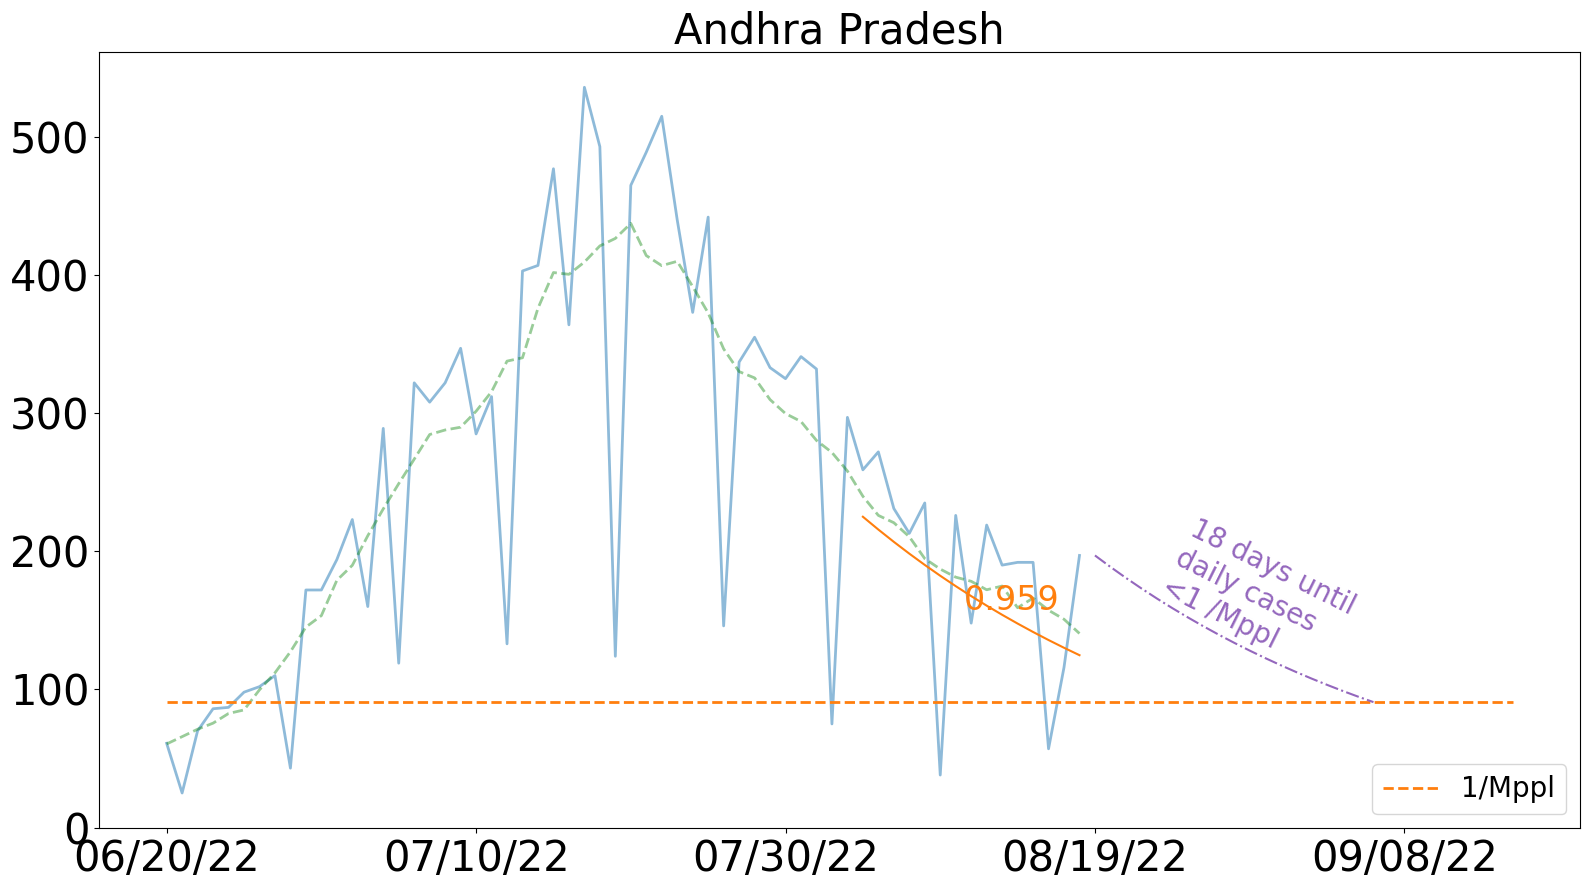 Andhra Pradesh
500
400
300
200
100
0
0.959
18 days until
daily cases
<1 /Mppl
1/Mppl
06/20/22
07/10/22
07/30/22
08/19/22
09/08/22